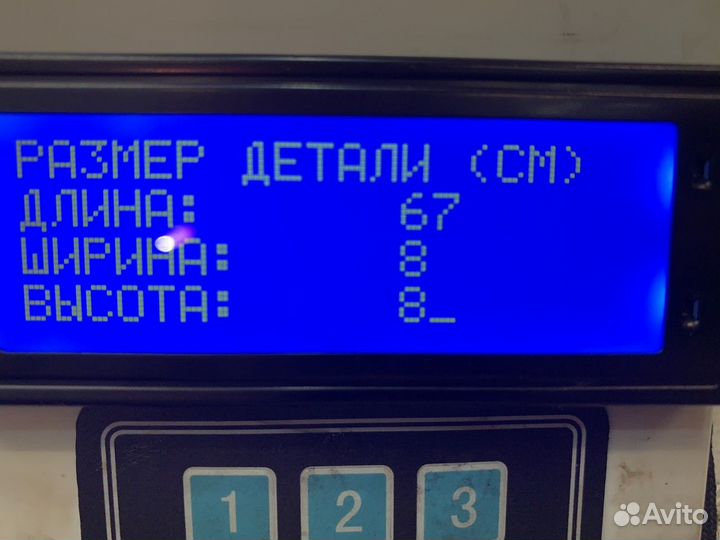 РАЗМЕР ДЕТАЛИ (СМ)
ДЛИНА: 67
ШИРИНА: 8
ВЫСОТА: 8_
1 2 3
Avito